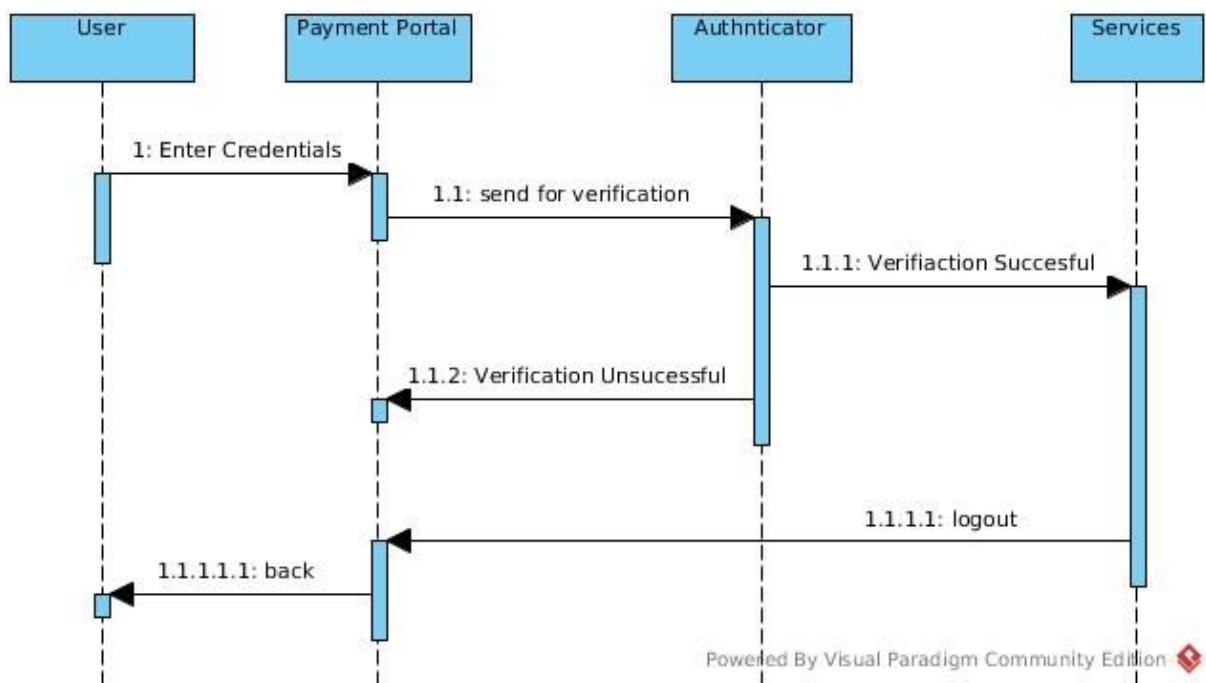 User
Payment Portal
Authnticator
Services
1: Enter Credentials
1.1: send for verification
1.1.1: Verifiaction Succesful
1.1.2: Verification Unsucessful
1.1.1.1: logout
1.1.1.1.1: back
Powered By Visual Paradigm Community Edition